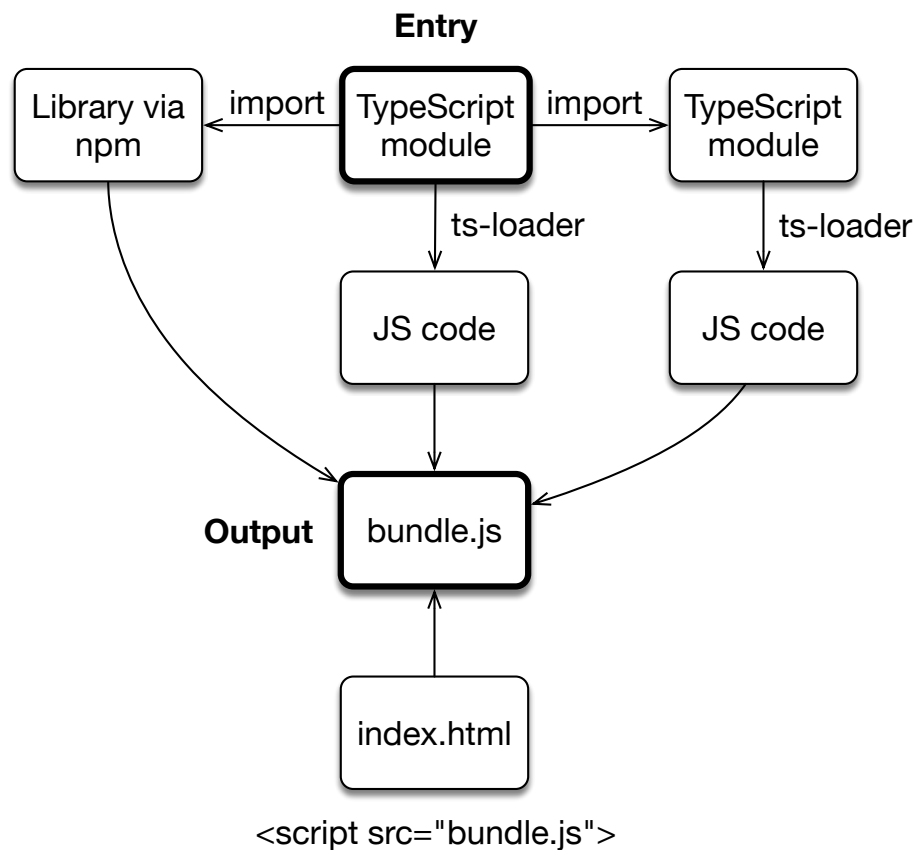 Entry
Library via
npm
import
TypeScript
module
import
TypeScript
module
ts-loader
ts-loader
JS code
JS code
Output
bundle.js
index.html
<script src="bundle.js">